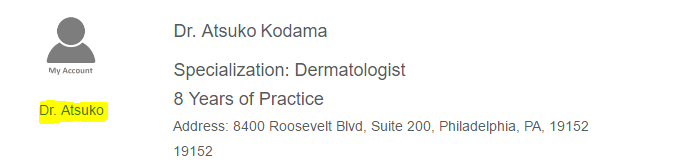 My Account
Dr. Atsuko
Dr. Atsuko Kodama
Specialization: Dermatologist
8 Years of Practice
Address: 8400 Roosevelt Blvd, Suite 200, Philadelphia, PA, 19152
19152